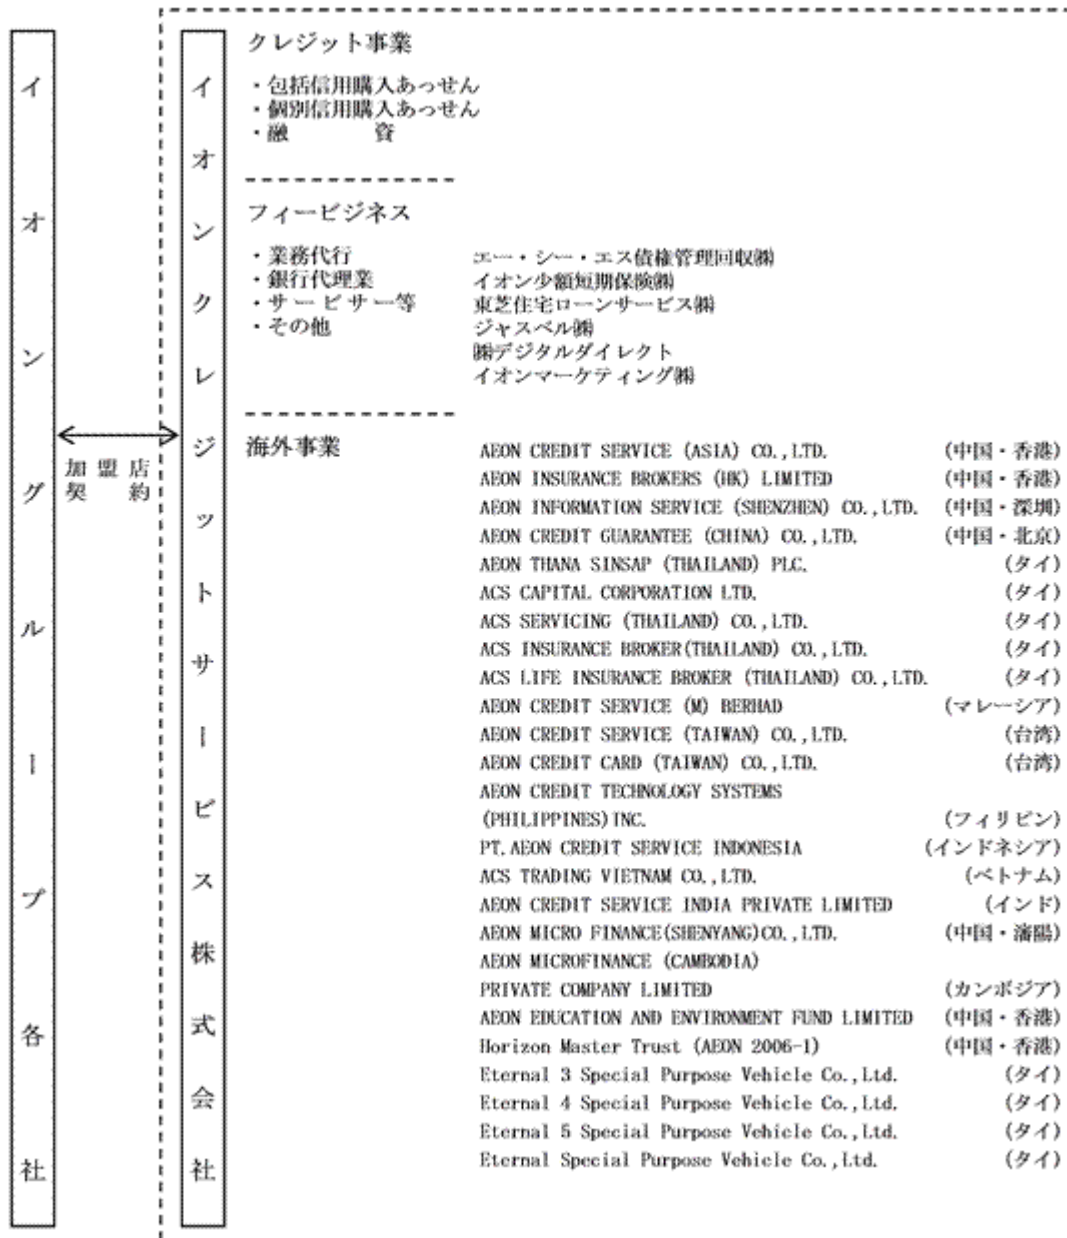 イオングループ各社
加盟店
契約
イオンクレジットサービス株式会社
クレジット事業
・包括信用購入あっせん
・個別信用購入あっせん
・融資
フィービジネス
・業務代行
・銀行代理業
・サービサー等
・その他
エー・シー・エス債権管理回収㈱
イオン少額短期保険㈱
東芝住宅ローンサービス㈱
ジャスベル㈱
㈱デジタルダイレクト
イオンマーケティング㈱
海外事業
AEON CREDIT SERVICE (ASIA) CO.,LTD. (中国・香港)
AEON INSURANCE BROKERS (HK) LIMITED (中国・香港)
AEON INFORMATION SERVICE (SHENZHEN) CO.,LTD. (中国・深圳)
AEON CREDIT GUARANTEE (CHINA) CO.,LTD. (中国・北京)
AEON THANA SINSAP (THAILAND) PLC. (タイ)
ACS CAPITAL CORPORATION LTD. (タイ)
ACS SERVICING (THAILAND) CO.,LTD. (タイ)
ACS INSURANCE BROKER(THAILAND) CO.,LTD. (タイ)
ACS LIFE INSURANCE BROKER (THAILAND) CO.,LTD. (タイ)
AEON CREDIT SERVICE (M) BERHAD (マレーシア)
AEON CREDIT SERVICE (TAIWAN) CO.,LTD. (台湾)
AEON CREDIT CARD (TAIWAN) CO.,LTD. (台湾)
AEON CREDIT TECHNOLOGY SYSTEMS
(PHILIPPINES)INC. (フィリピン)
PT.AEON CREDIT SERVICE INDONESIA (インドネシア)
ACS TRADING VIETNAM CO.,LTD. (ベトナム)
AEON CREDIT SERVICE INDIA PRIVATE LIMITED (インド)
AEON MICRO FINANCE(SHENYANG)CO.,LTD. (中国・瀋陽)
AEON MICROFINANCE (CAMBODIA)
PRIVATE COMPANY LIMITED (カンボジア)
AEON EDUCATION AND ENVIRONMENT FUND LIMITED (中国・香港)
Horizon Master Trust (AEON 2006-1) (中国・香港)
Eternal 3 Special Purpose Vehicle Co.,Ltd. (タイ)
Eternal 4 Special Purpose Vehicle Co.,Ltd. (タイ)
Eternal 5 Special Purpose Vehicle Co.,Ltd. (タイ)
Eternal Special Purpose Vehicle Co.,Ltd. (タイ)